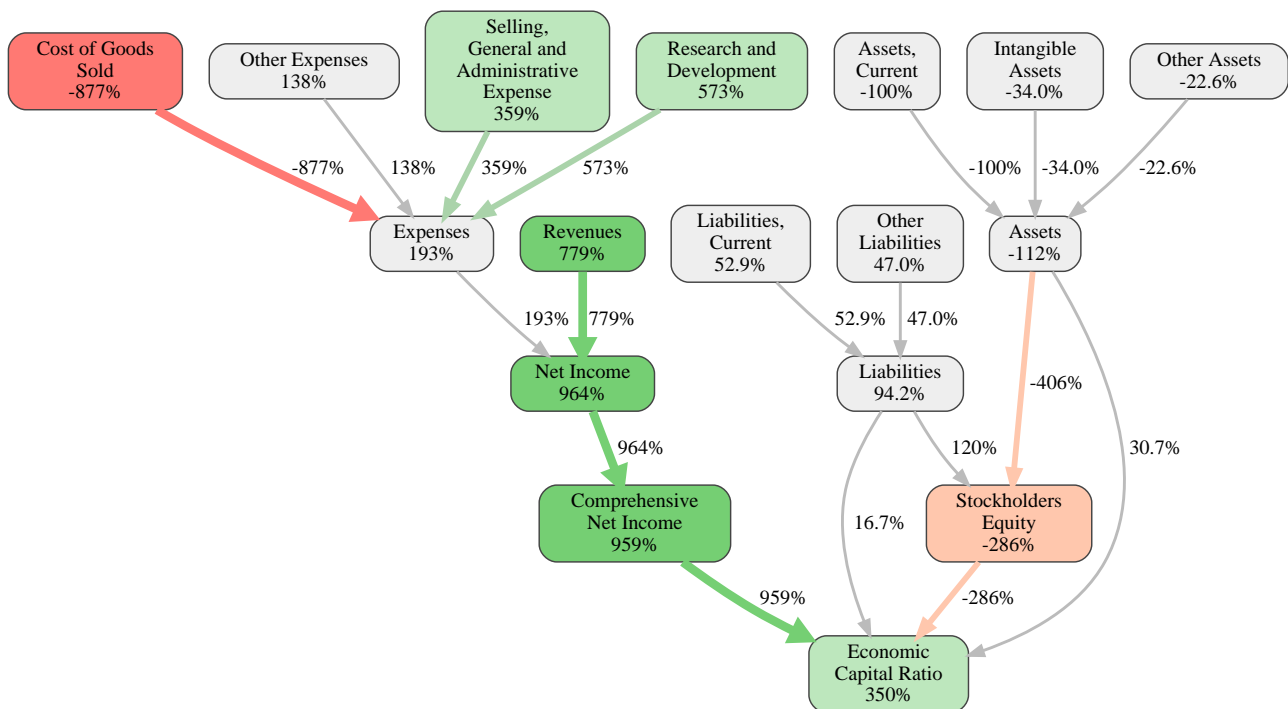 Cost of Goods
Sold
-877%
Other Expenses
138%
Selling,
General and
Administrative
Expense
359%
Research and
Development
573%
Assets,
Current
-100%
Intangible
Assets
-34.0%
Other Assets
-22.6%
-877%
138%
359%
573%
-100%
-34.0%
-22.6%
Expenses
193%
Revenues
779%
Liabilities,
Current
52.9%
Other
Liabilities
47.0%
Assets
-112%
193%
779%
52.9%
47.0%
Net Income
964%
Liabilities
94.2%
-406%
964%
120%
30.7%
Comprehensive
Net Income
959%
16.7%
Stockholders
Equity
-286%
959%
-286%
Economic
Capital Ratio
350%